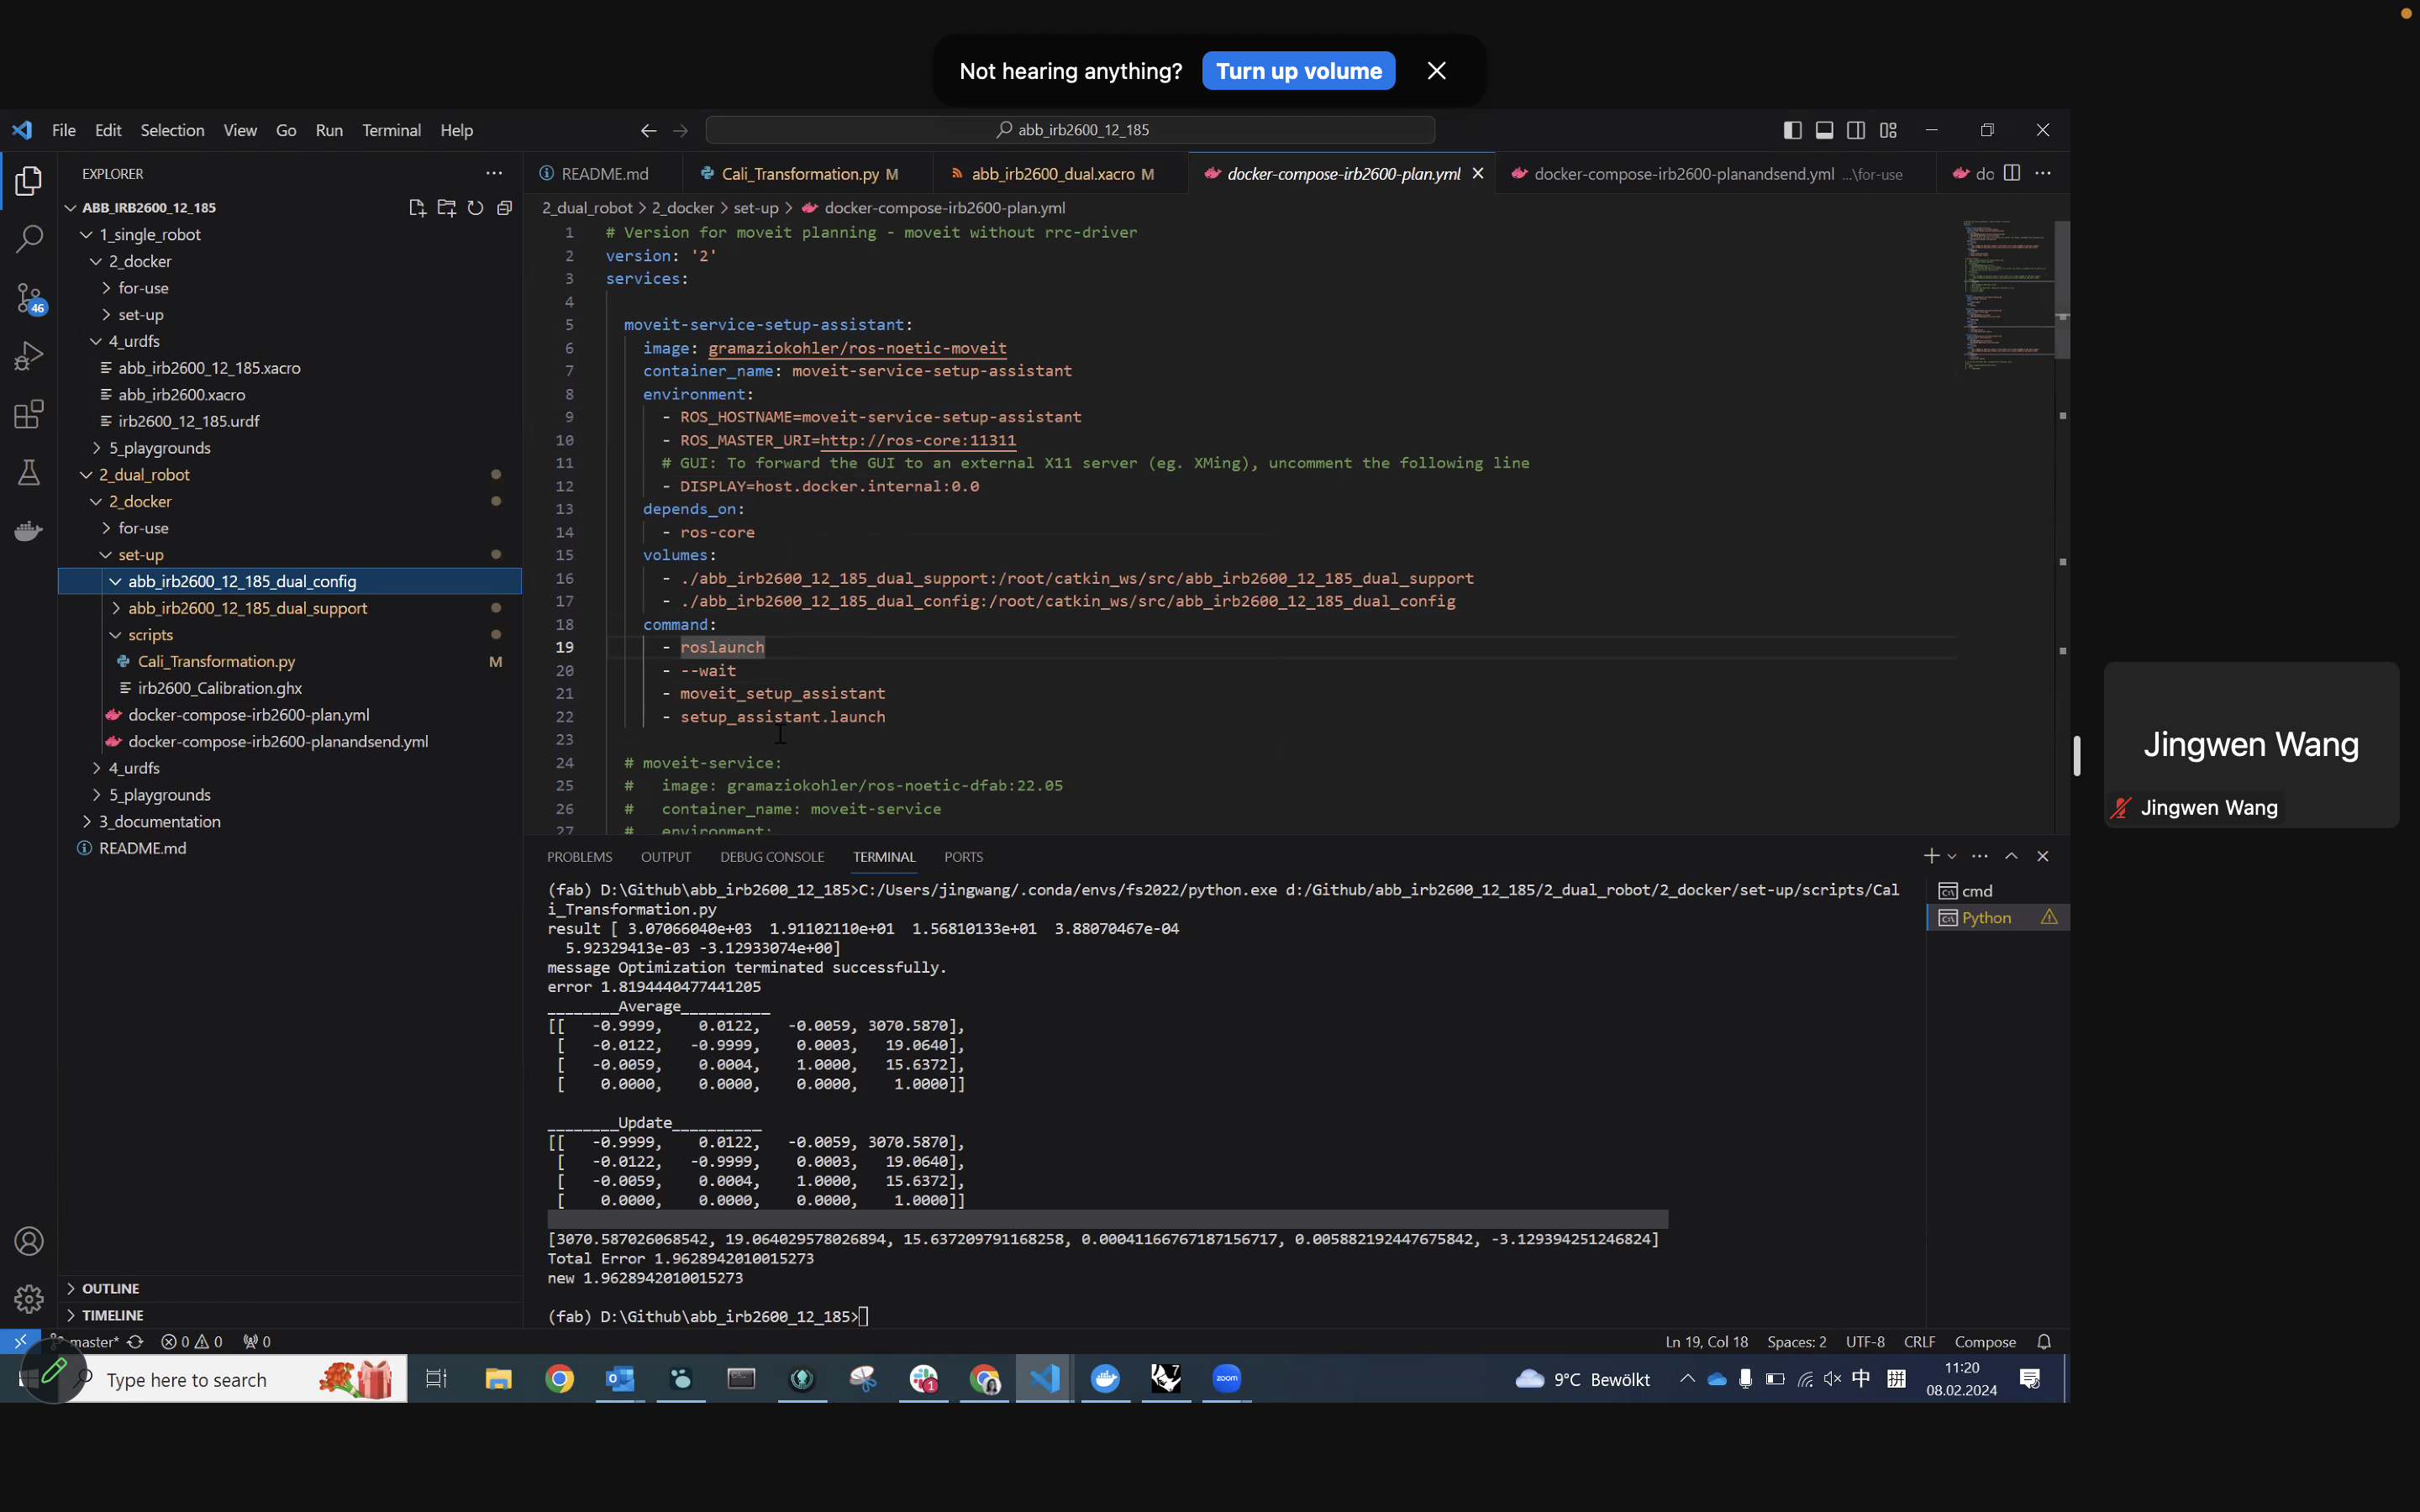 Not hearing anything? Turn up volume
File Edit Selection View Go Run Terminal Help
abb_irb2600_12_185
EXPLORER
ABB_IRB2600_12_185
1_single_robot
2_docker
for-use
set-up
4_urdfs
abb_irb2600_12_185.xacro
abb_irb2600.xacro
irb2600_12_185.urdf
5_playgrounds
2_dual_robot
2_docker
for-use
set-up
abb_irb2600_12_185_dual_config
abb_irb2600_12_185_dual_support
scripts
Cali_Transformation.py M
irb2600_Calibration.ghx
docker-compose-irb2600-plan.yml
docker-compose-irb2600-planandsend.yml
4_urdfs
5_playgrounds
3_documentation
README.md
OUTLINE
TIMELINE
46
README.md Cali_Transformation.py M abb_irb2600_dual.xacro M docker-compose-irb2600-plan.yml docker-compose-irb2600-planandsend.yml ...\for-use do
2_dual_robot > 2_docker > set-up > docker-compose-irb2600-plan.yml
1 # Version for moveit planning - moveit without rrc-driver
2 version: '2'
3 services:
4
5 moveit-service-setup-assistant:
6 image: gramaziokohler/ros-noetic-moveit
7 container_name: moveit-service-setup-assistant
8 environment:
9 - ROS_HOSTNAME=moveit-service-setup-assistant
10 - ROS_MASTER_URI=http://ros-core:11311
11 # GUI: To forward the GUI to an external X11 server (eg. XMing), uncomment the following line
12 - DISPLAY=host.docker.internal:0.0
13 depends_on:
14 - ros-core
15 volumes:
16 - ./abb_irb2600_12_185_dual_support:/root/catkin_ws/src/abb_irb2600_12_185_dual_support
17 - ./abb_irb2600_12_185_dual_config:/root/catkin_ws/src/abb_irb2600_12_185_dual_config
18 command:
19 - roslaunch
20 - --wait
21 - moveit_setup_assistant
22 - setup_assistant.launch
23
24 # moveit-service:
25 # image: gramaziokohler/ros-noetic-dfab:22.05
26 # container_name: moveit-service
27 # environment:
PROBLEMS OUTPUT DEBUG CONSOLE TERMINAL PORTS
(fab) D:\Github\abb_irb2600_12_185>C:/Users/jingwang/.conda/envs/fs2022/python.exe d:/Github/abb_irb2600_12_185/2_dual_robot/2_docker/set-up/scripts/Cal
i_Transformation.py
result [ 3.07066040e+03 1.91102110e+01 1.56810133e+01 3.88070467e-04
5.92329413e-03 -3.12933074e+00]
message Optimization terminated successfully.
error 1.8194440477441205
________Average__________
[[ -0.9999, 0.0122, -0.0059, 3070.5870],
[ -0.0122, -0.9999, 0.0003, 19.0640],
[ -0.0059, 0.0004, 1.0000, 15.6372],
[ 0.0000, 0.0000, 0.0000, 1.0000]]
________Update__________
[[ -0.9999, 0.0122, -0.0059, 3070.5870],
[ -0.0122, -0.9999, 0.0003, 19.0640],
[ -0.0059, 0.0004, 1.0000, 15.6372],
[ 0.0000, 0.0000, 0.0000, 1.0000]]
[3070.587026068542, 19.064029578026894, 15.637209791168258, 0.00041166767187156717, 0.005882192447675842, -3.129394251246824]
Total Error 1.9628942010015273
new 1.9628942010015273
(fab) D:\Github\abb_irb2600_12_185>
cmd
Python
master* 0 0 0
Ln 19, Col 18 Spaces: 2 UTF-8 CRLF Compose
Type here to search
1
7
zoom
9°C Bewölkt
中 拼
11:20
08.02.2024
Jingwen Wang
Jingwen Wang